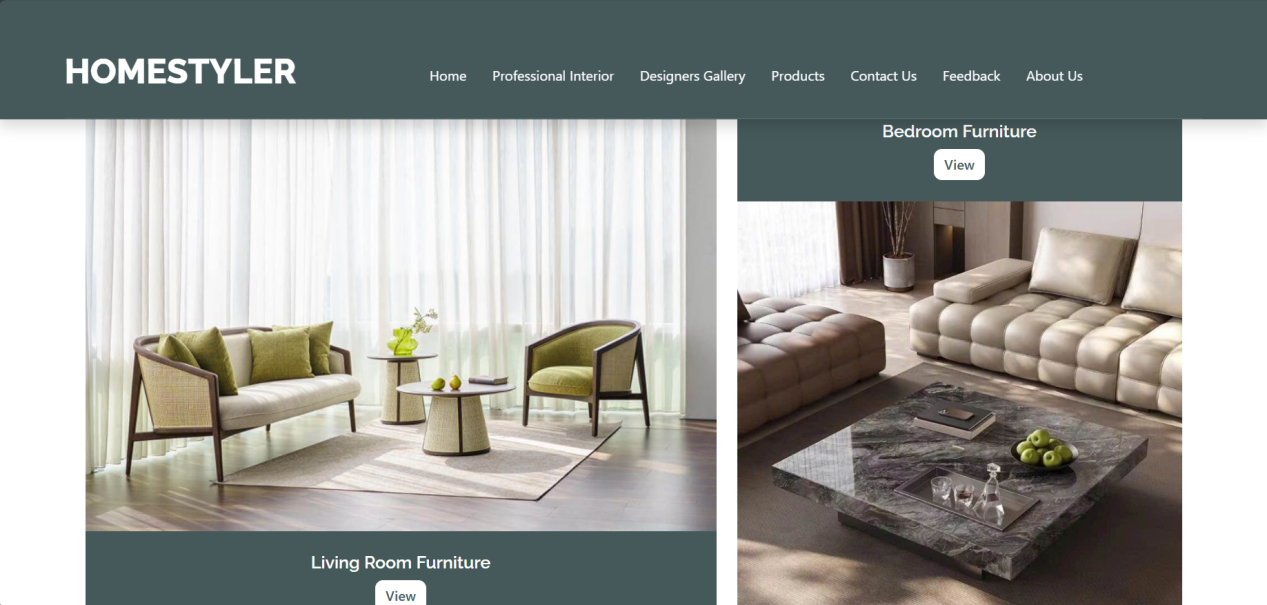 HOMESTYLER
Home Professional Interior Designers Gallery Products Contact Us Feedback About Us
Bedroom Furniture
View
Living Room Furniture
View